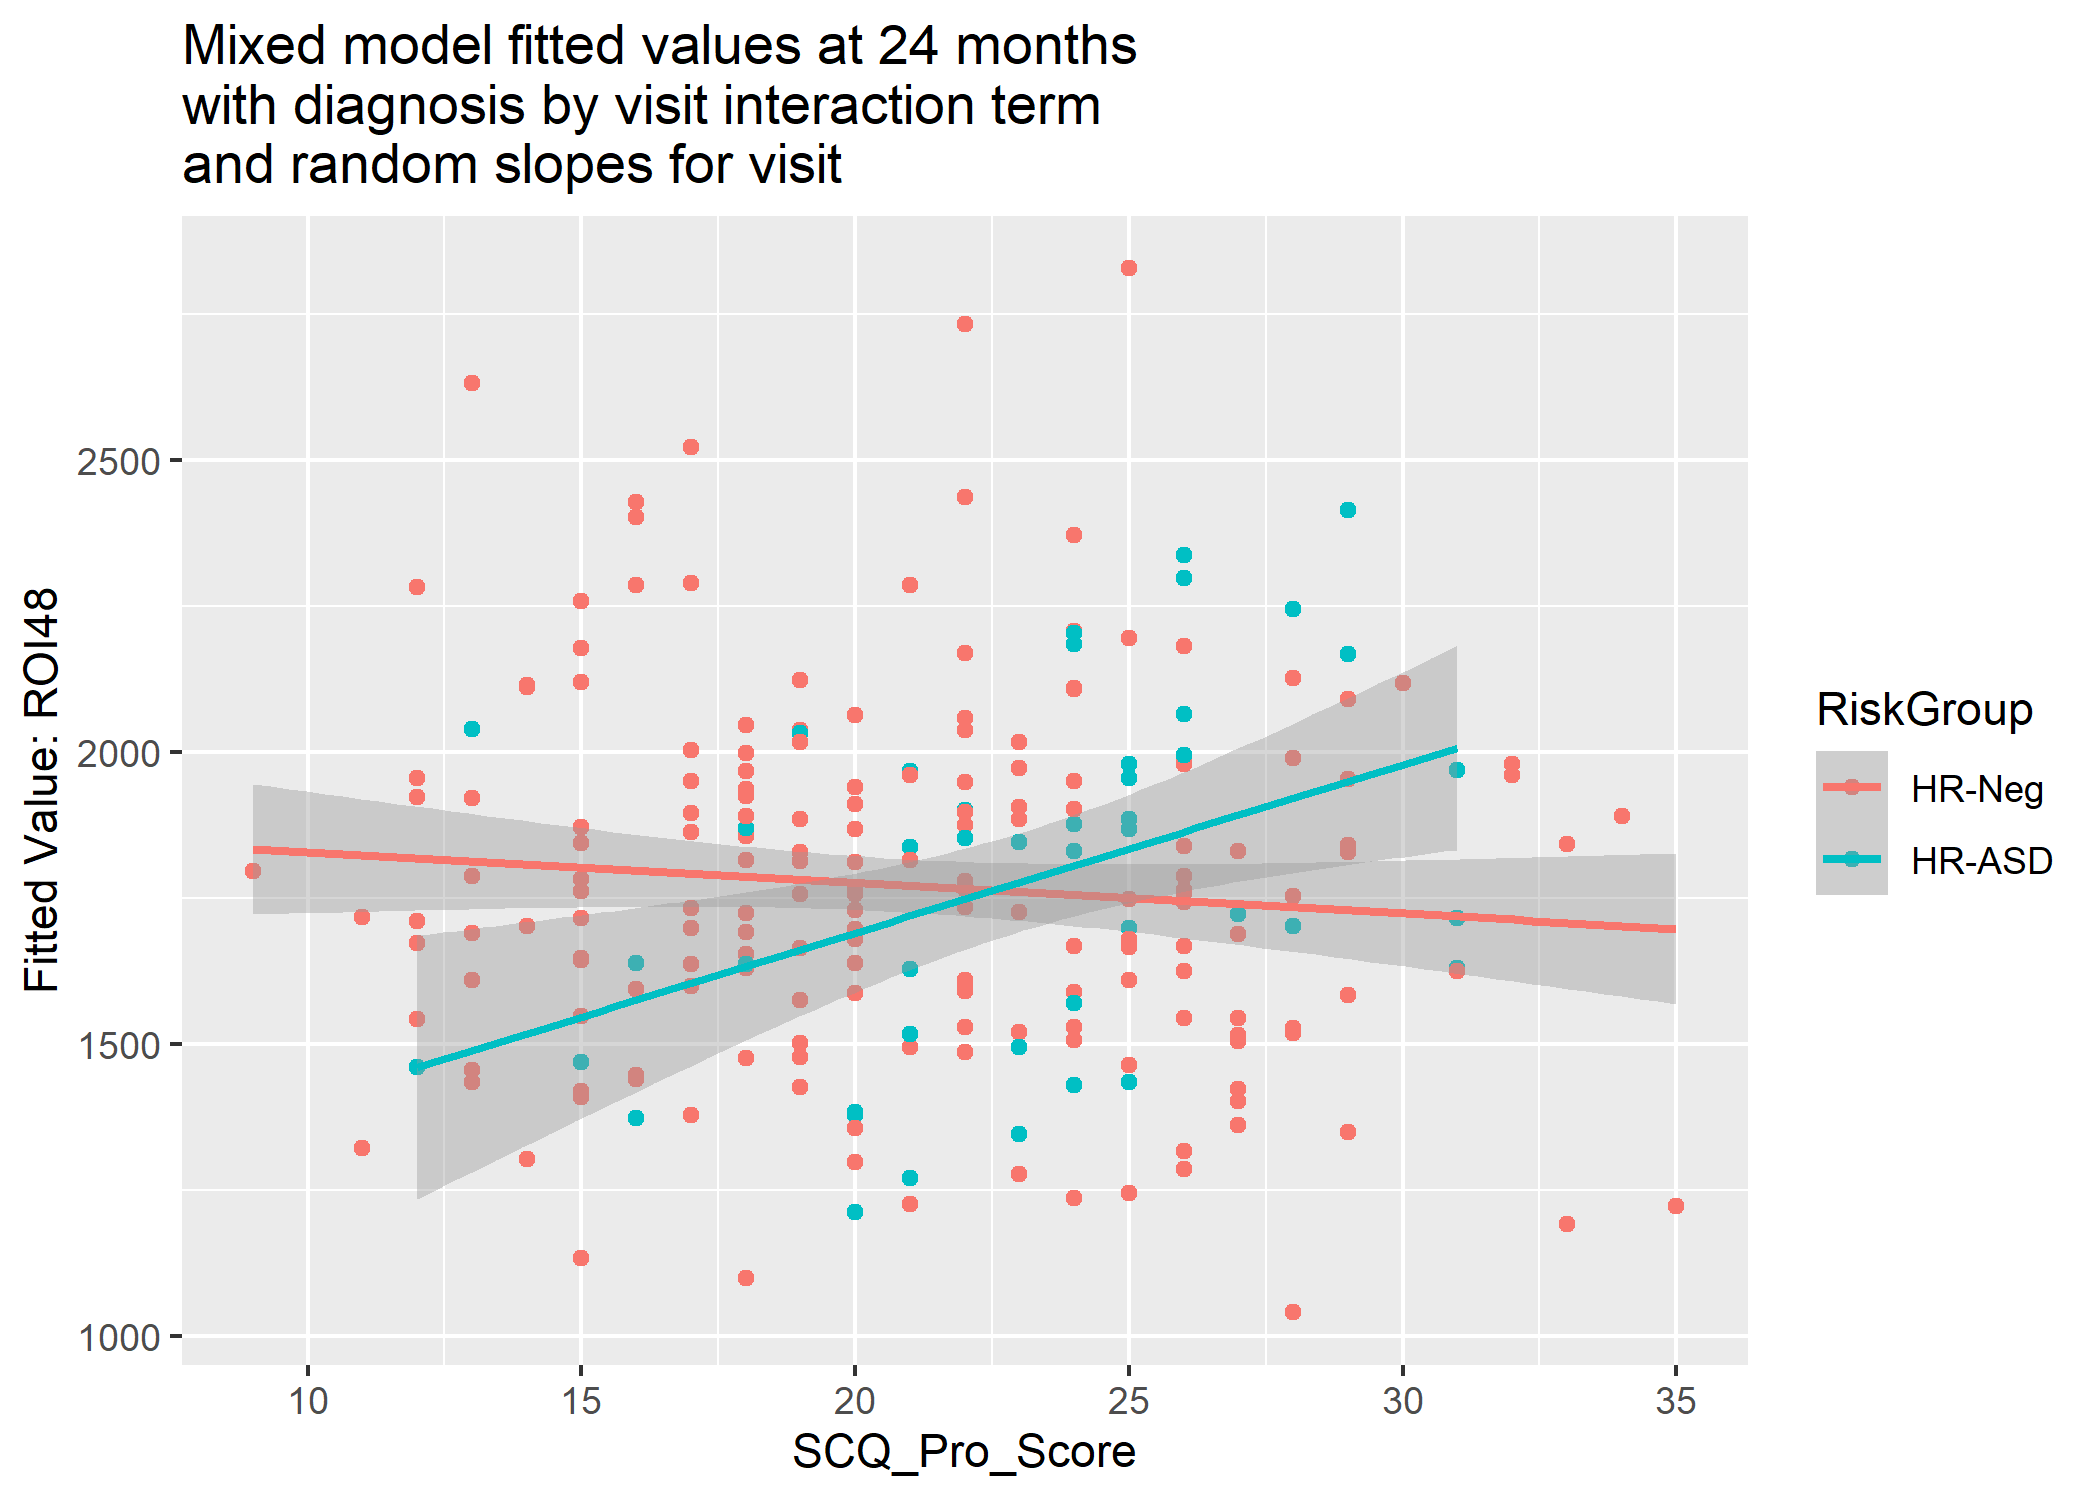 Mixed model fitted values at 24 months
with diagnosis by visit interaction term
and random slopes for visit
Fitted Value: ROI48
2500
2000
1500
1000
10 15 20 25 30 35
SCQ_Pro_Score
RiskGroup
HR-Neg
HR-ASD